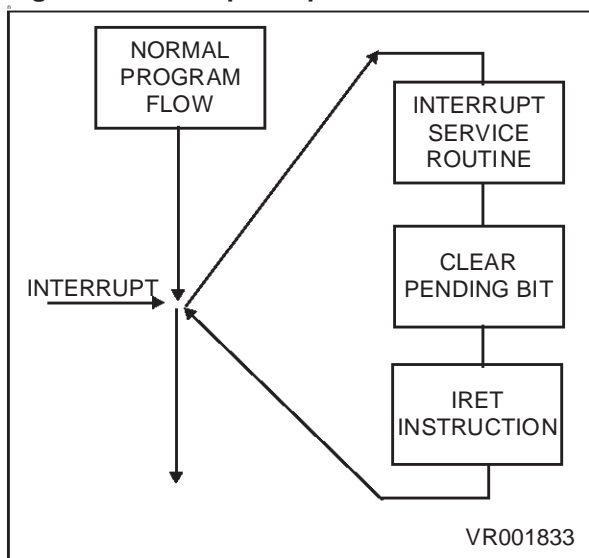 NORMAL
PROGRAM
FLOW
INTERRUPT
SERVICE
ROUTINE
INTERRUPT
CLEAR
PENDING BIT
IRET
INSTRUCTION
VR001833